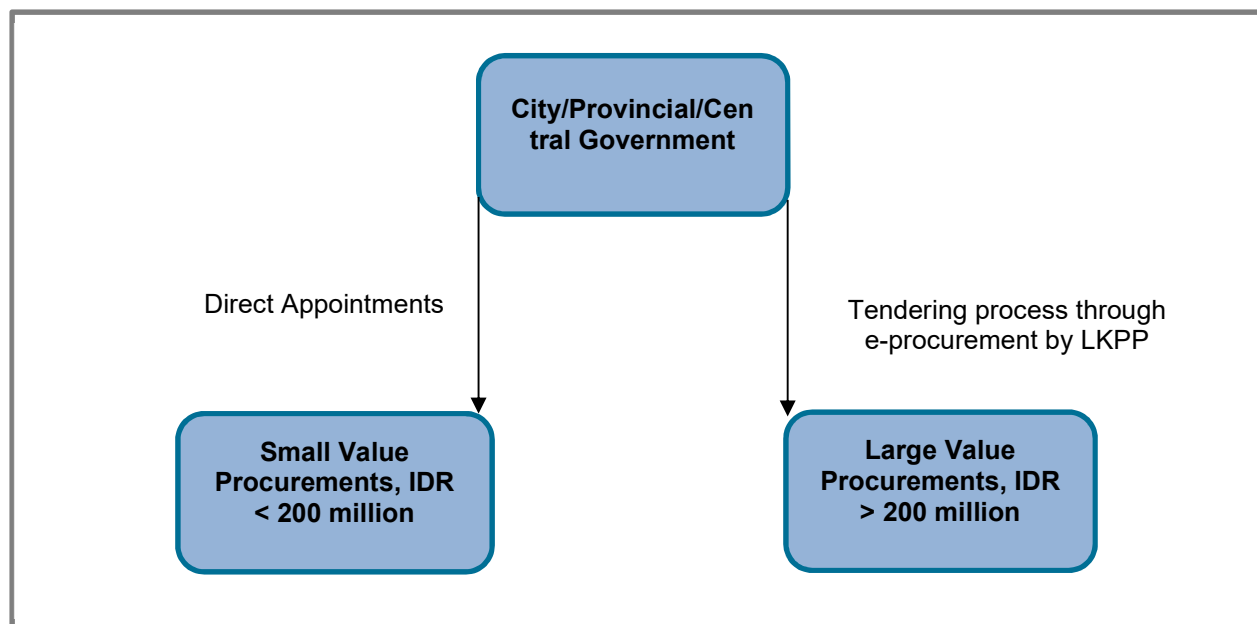 City/Provincial/Cen
tral Government
Direct Appointments
Tendering process through
e-procurement by LKPP
Small Value
Procurements, IDR
< 200 million
Large Value
Procurements, IDR
> 200 million